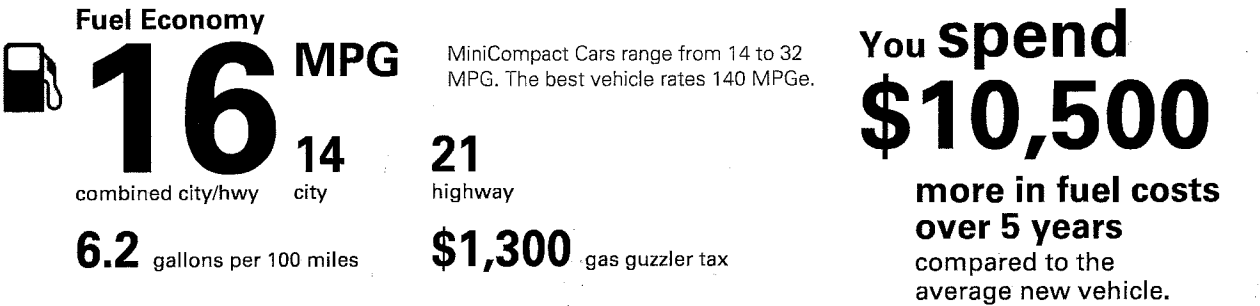 Fuel Economy
16 MPG
MiniCompact Cars range from 14 to 32
MPG. The best vehicle rates 140 MPGe.
combined city/hwy
14
city
21
highway
6.2 gallons per 100 miles
$1,300 gas guzzler tax
You spend
$10,500
more in fuel costs
over 5 years
compared to the
average new vehicle.